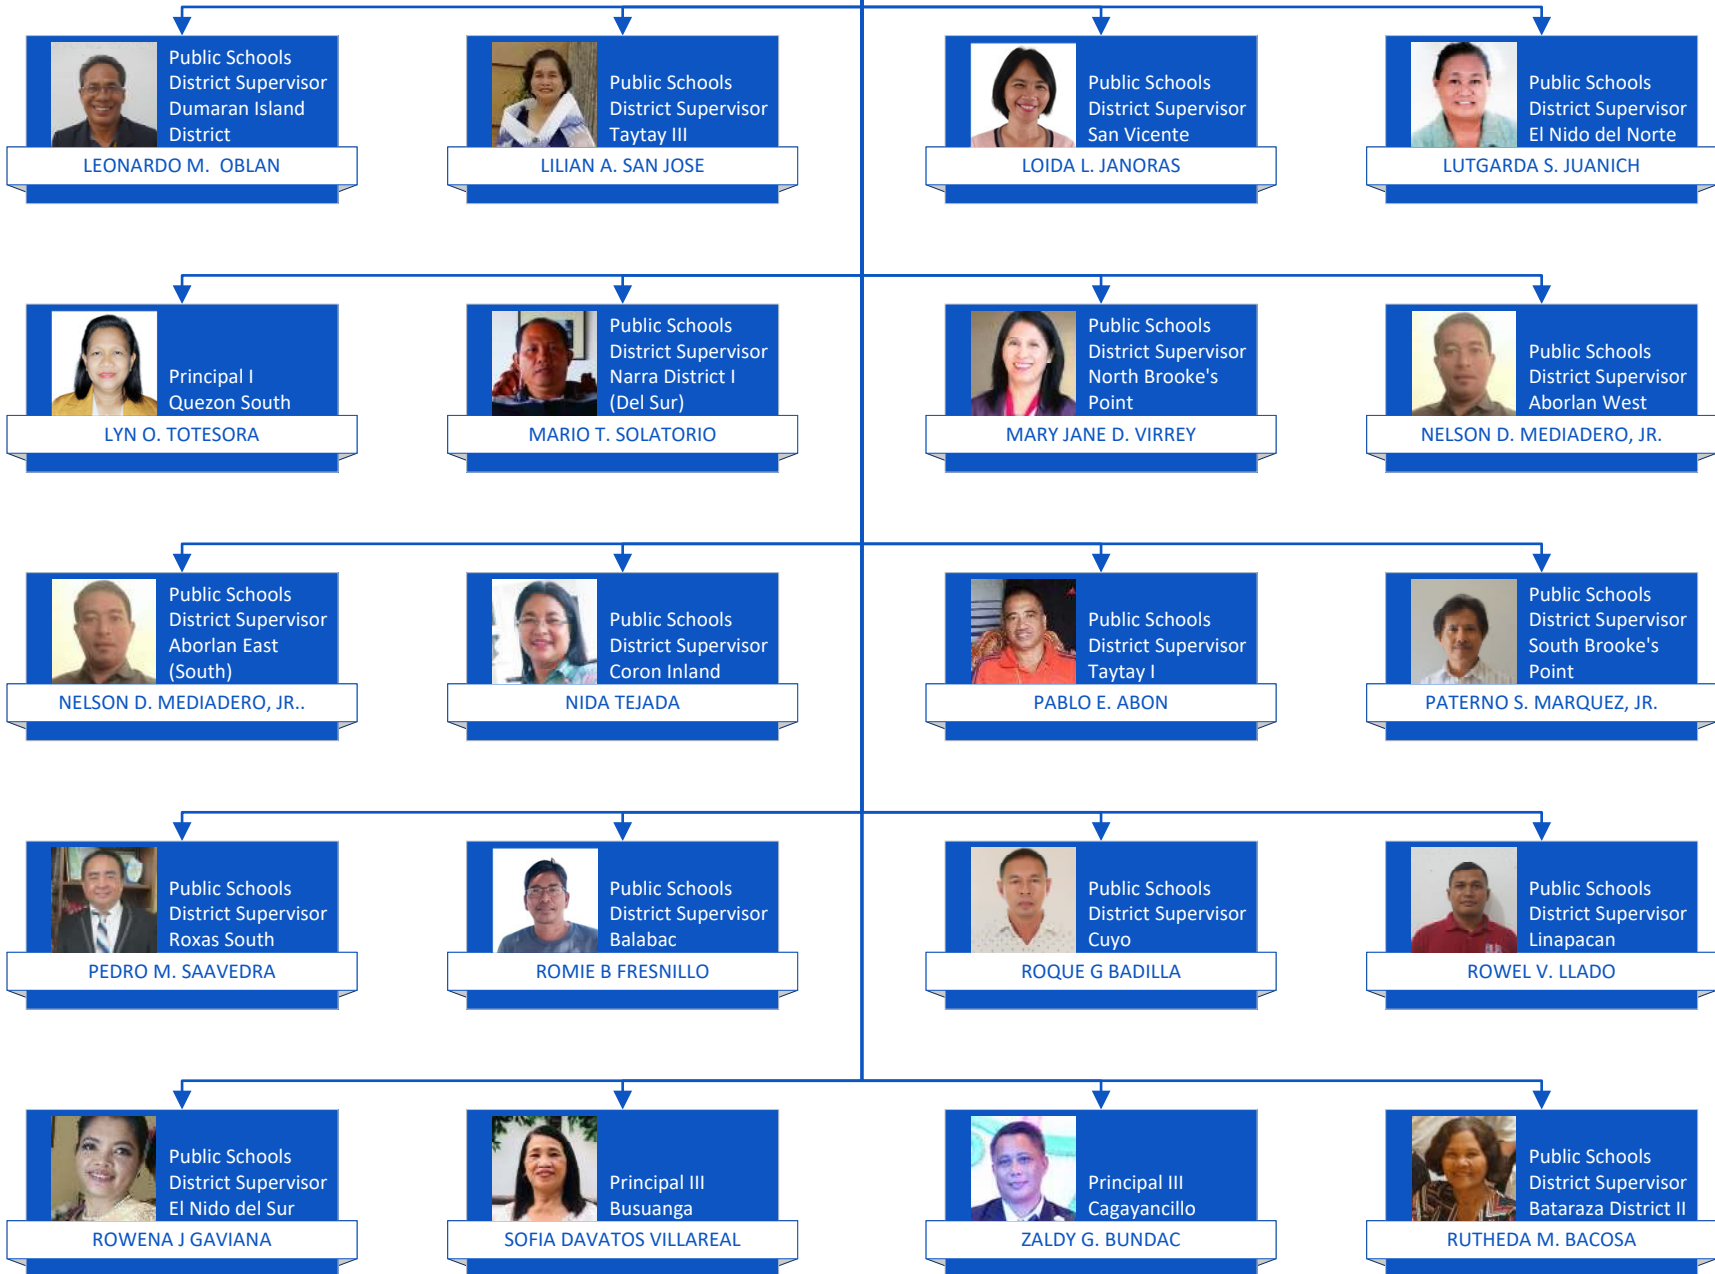 Public Schools
District Supervisor
Dumaran Island
District
LEONARDO M. OBLAN
Public Schools
District Supervisor
Taytay III
LILIAN A. SAN JOSE
Public Schools
District Supervisor
San Vicente
LOIDA L. JANORAS
Public Schools
District Supervisor
El Nido del Norte
LUTGARDA S. JUANICH
Principal I
Quezon South
LYN O. TOTESORA
Public Schools
District Supervisor
Narra District I
(Del Sur)
MARIO T. SOLATORIO
Public Schools
District Supervisor
North Brooke's
Point
MARY JANE D. VIRREY
Public Schools
District Supervisor
Aborlan West
NELSON D. MEDIADERO, JR.
Public Schools
District Supervisor
Aborlan East
(South)
NELSON D. MEDIADERO, JR..
Public Schools
District Supervisor
Coron Inland
NIDA TEJADA
Public Schools
District Supervisor
Taytay I
PABLO E. ABON
Public Schools
District Supervisor
South Brooke's
Point
PATERNO S. MARQUEZ, JR.
Public Schools
District Supervisor
Roxas South
PEDRO M. SAAVEDRA
Public Schools
District Supervisor
Balabac
ROMIE B FRESNILLO
Public Schools
District Supervisor
Cuyo
ROQUE G BADILLA
Public Schools
District Supervisor
Linapacan
ROWEL V. LLADO
Public Schools
District Supervisor
El Nido del Sur
ROWENA J GAVIANA
Principal III
Busuanga
SOFIA DAVATOS VILLAREAL
Principal III
Cagayancillo
ZALDY G. BUNDAC
Public Schools
District Supervisor
Bataraza District II
RUTHEDA M. BACOSA